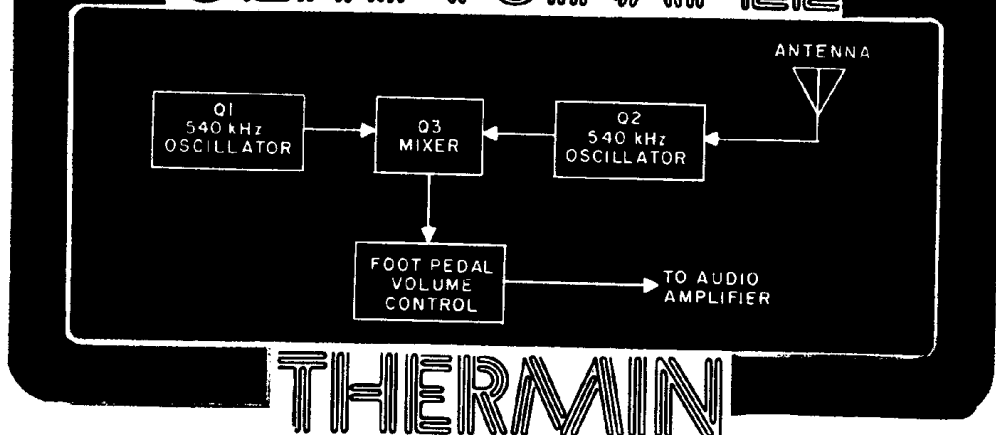 ANTENNA
Q1
540 kHz
OSCILLATOR
Q3
MIXER
Q2
540 kHz
OSCILLATOR
FOOT PEDAL
VOLUME
CONTROL
TO AUDIO
AMPLIFIER
THERMIN